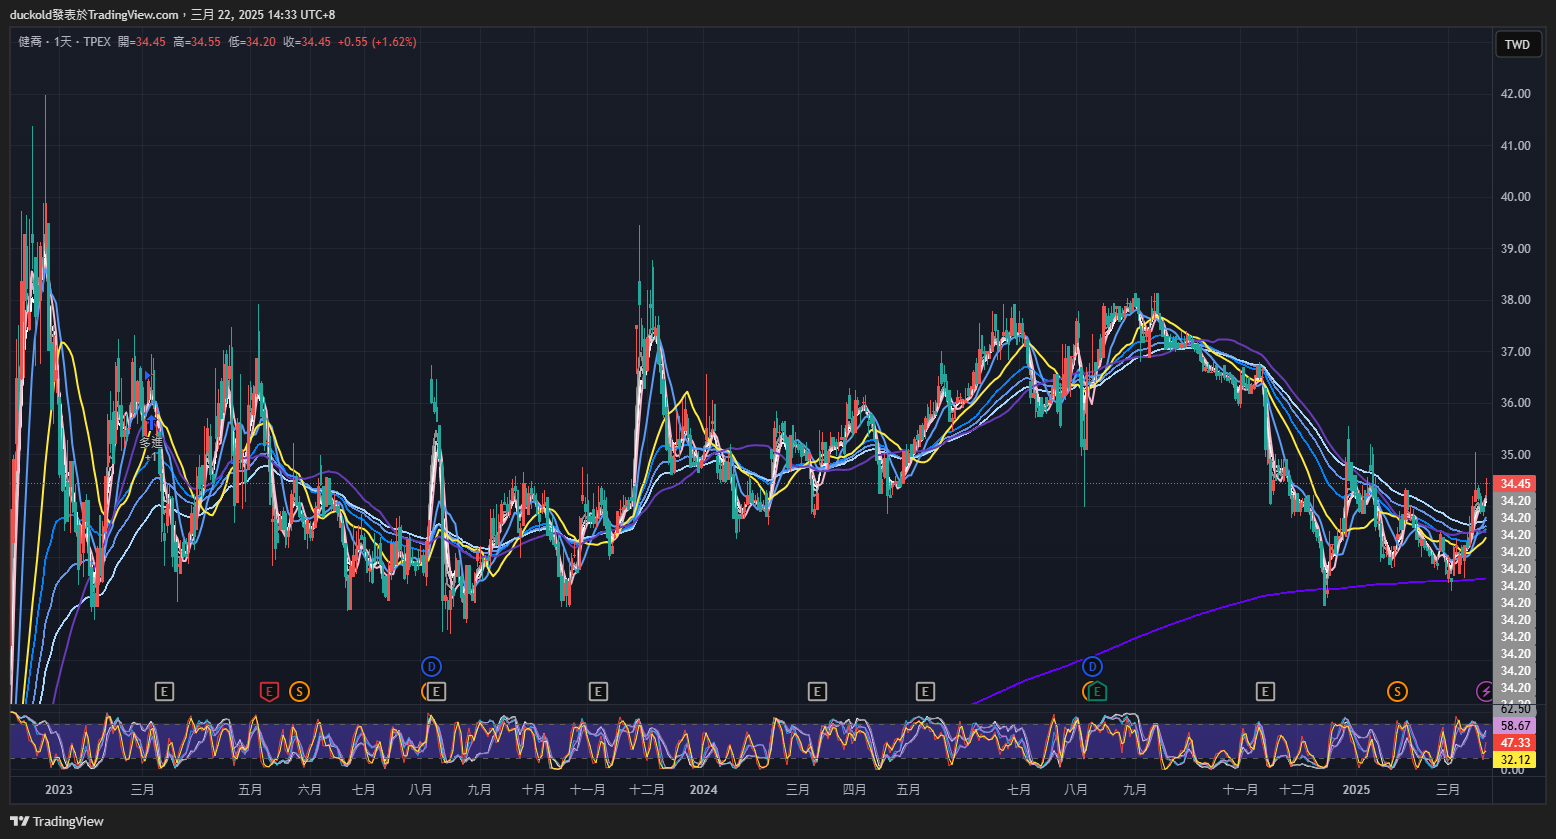 duckold發表於TradingView.com，三月 22, 2025 14:33 UTC+8
健喬・1天・TPEX 開=34.45 高=34.55 低=34.20 收=34.45 +0.55 (+1.62%)
TWD
42.00
41.00
40.00
39.00
38.00
37.00
36.00
35.00
34.45
34.20
34.20
34.20
34.20
34.20
34.20
34.20
34.20
34.20
34.20
34.20
34.20
多進
+1
D
D
E
E
S
E
E
E
E
E
E
S
62.50
58.67
47.33
32.12
0.00
2023 三月 五月 六月 七月 八月 九月 十月 十一月 十二月 2024 三月 四月 五月 七月 八月 九月 十一月 十二月 2025 三月
TradingView